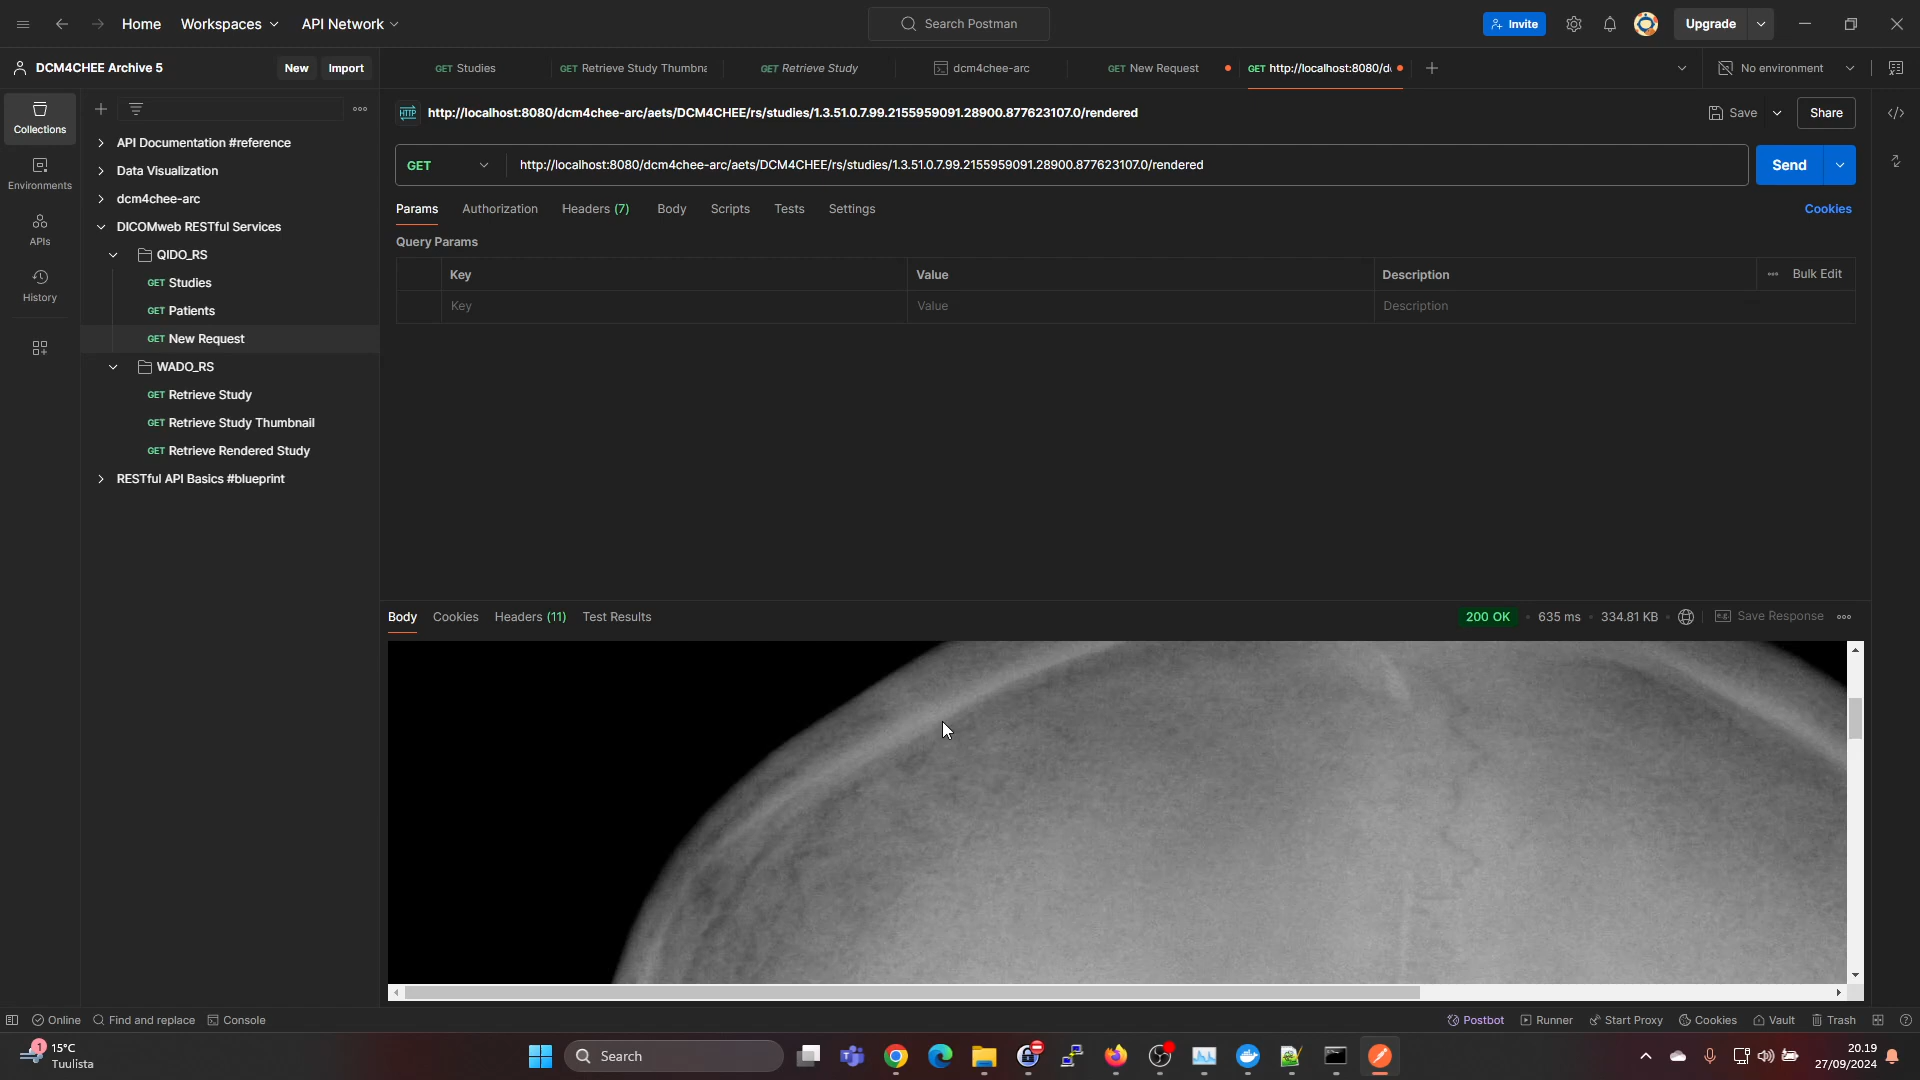 Home Workspaces API Network Search Postman Invite Upgrade
DCM4CHEE Archive 5 New Import
GET Studies GET Retrieve Study Thumbna GET Retrieve Study dcm4chee-arc GET New Request GET http://localhost:8080/d No environment
Collections
Environments
APIs
History
API Documentation #reference
Data Visualization
dcm4chee-arc
DICOMweb RESTful Services
QIDO_RS
GET Studies
GET Patients
GET New Request
WADO_RS
GET Retrieve Study
GET Retrieve Study Thumbnail
GET Retrieve Rendered Study
RESTful API Basics #blueprint
HTTP http://localhost:8080/dcm4chee-arc/aets/DCM4CHEE/rs/studies/1.3.51.0.7.99.2155959091.28900.877623107.0/rendered Save Share
GET http://localhost:8080/dcm4chee-arc/aets/DCM4CHEE/rs/studies/1.3.51.0.7.99.2155959091.28900.877623107.0/rendered Send
Params Authorization Headers (7) Body Scripts Tests Settings Cookies
Query Params
Key Value Description Bulk Edit
Key Value Description
Body Cookies Headers (11) Test Results 200 OK 635 ms 334.81 KB Save Response
Online Find and replace Console Postbot Runner Start Proxy Cookies Vault Trash
1 15°C
Tuulista
Search
20.19
27/09/2024